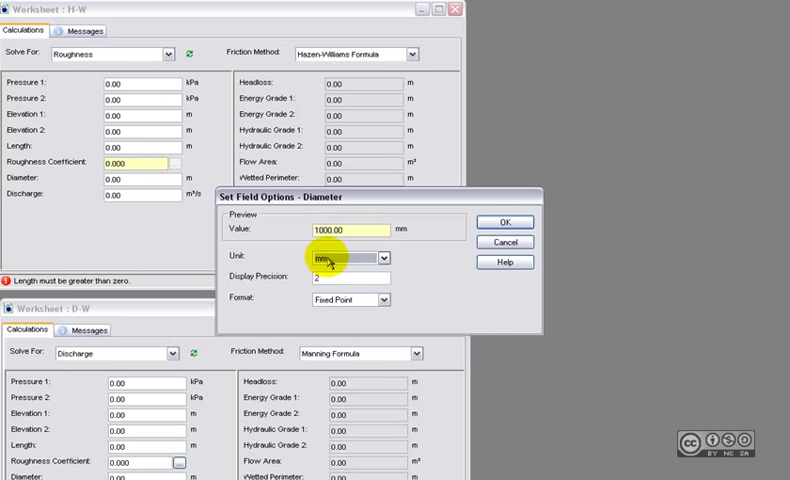 Worksheet : H-W
Calculations Messages
Solve For: Roughness Friction Method: Hazen-Williams Formula
Pressure 1: 0.00 kPa Headloss: 0.00 m
Pressure 2: 0.00 kPa Energy Grade 1: 0.00 m
Elevation 1: 0.00 m Energy Grade 2: 0.00 m
Elevation 2: 0.00 m Hydraulic Grade 1: 0.00 m
Length: 0.00 m Hydraulic Grade 2: 0.00 m
Roughness Coefficient: 0.000 ... Flow Area: 0.00 m²
Diameter: 0.00 m Wetted Perimeter: 0.00 m
Discharge: 0.00 m³/s
Set Field Options - Diameter
Preview
Value: 1000.00 mm
OK
Cancel
Help
Unit: mm
Display Precision: 2
Format: Fixed Point
Length must be greater than zero.
Worksheet : D-W
Calculations Messages
Solve For: Discharge Friction Method: Manning Formula
Pressure 1: 0.00 kPa Headloss: 0.00 m
Pressure 2: 0.00 kPa Energy Grade 1: 0.00 m
Elevation 1: 0.00 m Energy Grade 2: 0.00 m
Elevation 2: 0.00 m Hydraulic Grade 1: 0.00 m
Length: 0.00 m Hydraulic Grade 2: 0.00 m
Roughness Coefficient: 0.000 ... Flow Area: 0.00 m²
Diameter: 0.00 m Wetted Perimeter: 0.00 m
cc BY NC SA